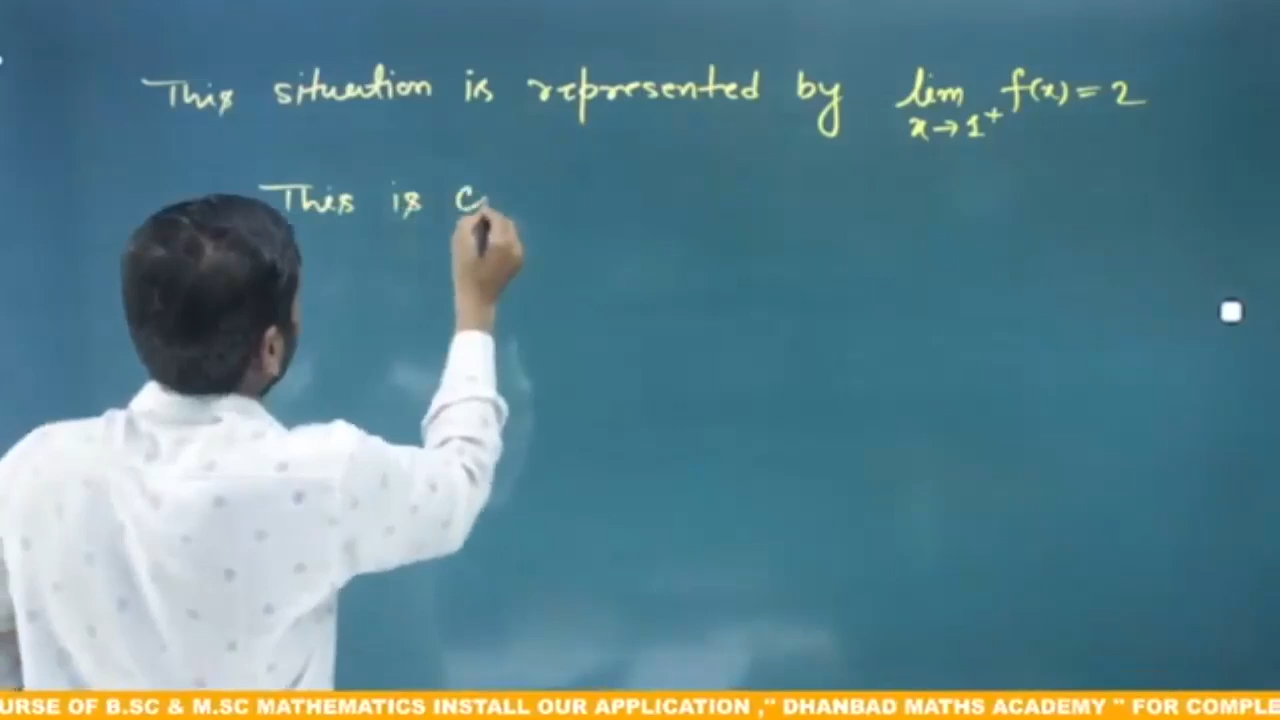 This situation is represented by lim x→1⁺ f(x) = 2
This is c
URSE OF B.SC & M.SC MATHEMATICS INSTALL OUR APPLICATION ," DHANBAD MATHS ACADEMY " FOR COMPLE